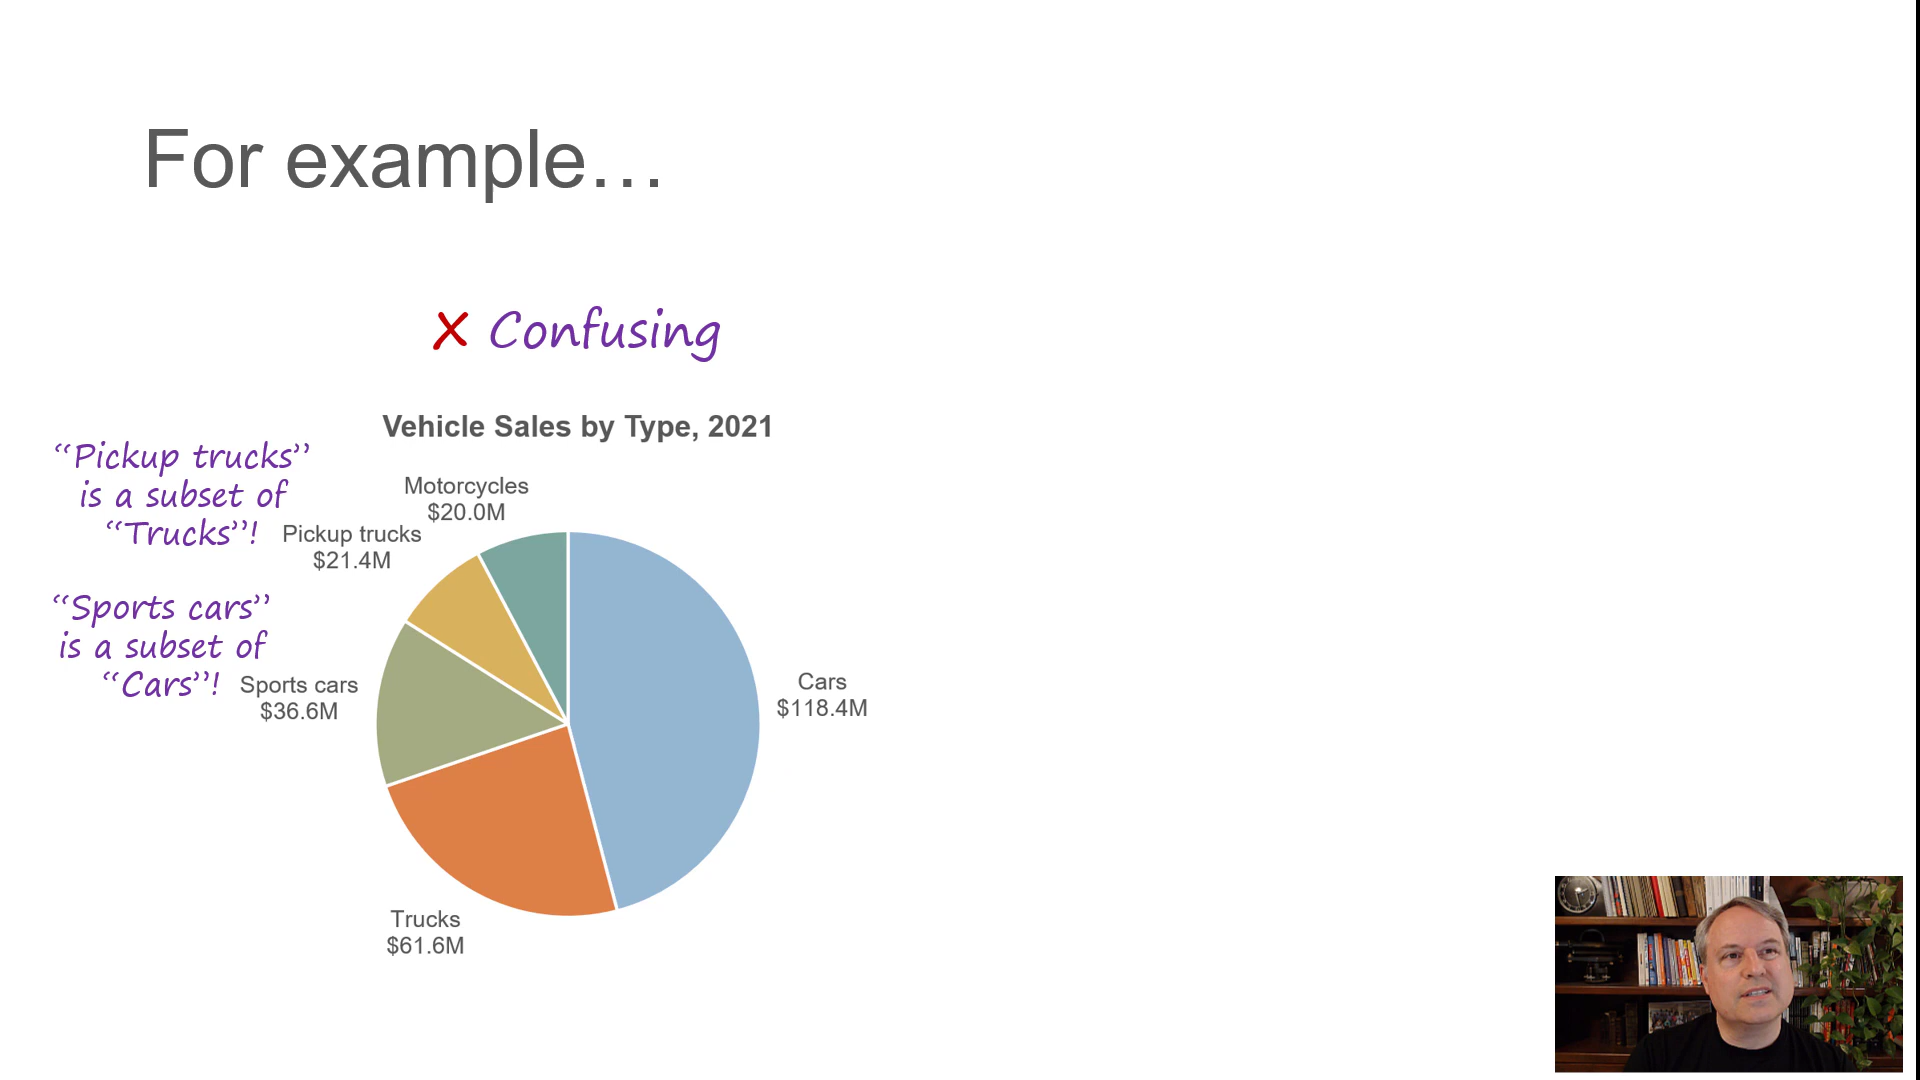 For example…
X Confusing
Vehicle Sales by Type, 2021
“Pickup trucks”
is a subset of
“Trucks”!
“Sports cars”
is a subset of
“Cars”!
Motorcycles
$20.0M
Pickup trucks
$21.4M
Sports cars
$36.6M
Cars
$118.4M
Trucks
$61.6M